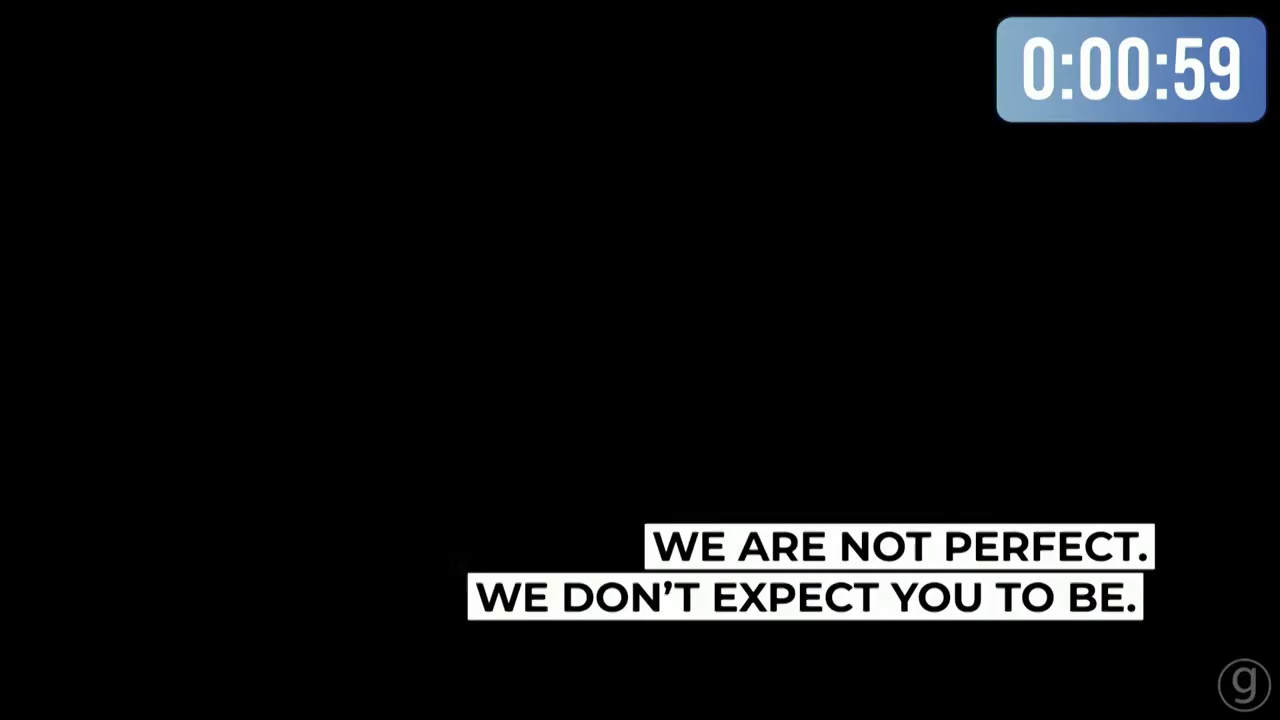 0:00:59
WE ARE NOT PERFECT.
WE DON’T EXPECT YOU TO BE.
g